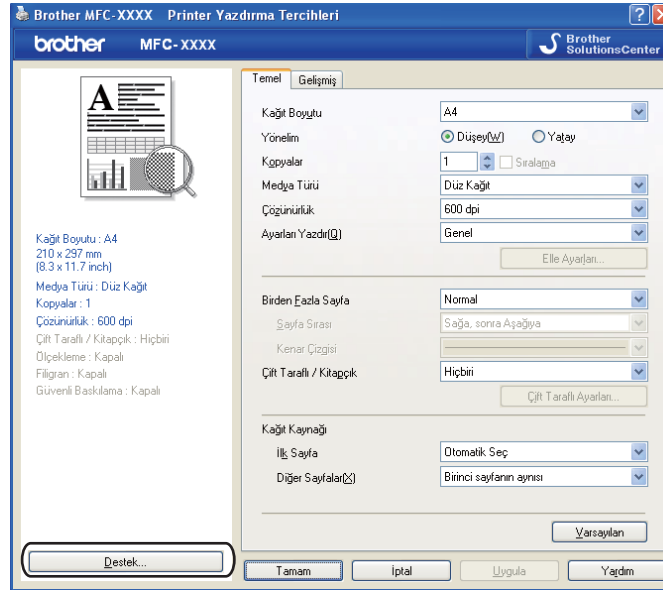 Brother MFC-XXXX Printer Yazdırma Tercihleri
brother MFC-XXXX
Brother
SolutionsCenter
A
Kağıt Boyutu : A4
210 x 297 mm
(8.3 x 11.7 inch)
Medya Türü : Düz Kağıt
Kopyalar : 1
Çözünürlük : 600 dpi
Çift Taraflı / Kitapçık : Hiçbiri
Ölçekleme : Kapalı
Filigran : Kapalı
Güvenli Baskılama : Kapalı
Destek...
Temel Gelişmiş
Kağıt Boyutu A4
Yönelim Düşey(W) Yatay
Kopyalar 1 Sıralama
Medya Türü Düz Kağıt
Çözünürlük 600 dpi
Ayarları Yazdır(Q) Genel
Elle Ayarları...
Birden Fazla Sayfa Normal
Sayfa Sırası Sağa, sonra Aşağıya
Kenar Çizgisi
Çift Taraflı / Kitapçık Hiçbiri
Çift Taraflı Ayarları...
Kağıt Kaynağı
İlk Sayfa Otomatik Seç
Diğer Sayfalar(X) Birinci sayfanın aynısı
Varsayılan
Tamam İptal Uygula Yardım